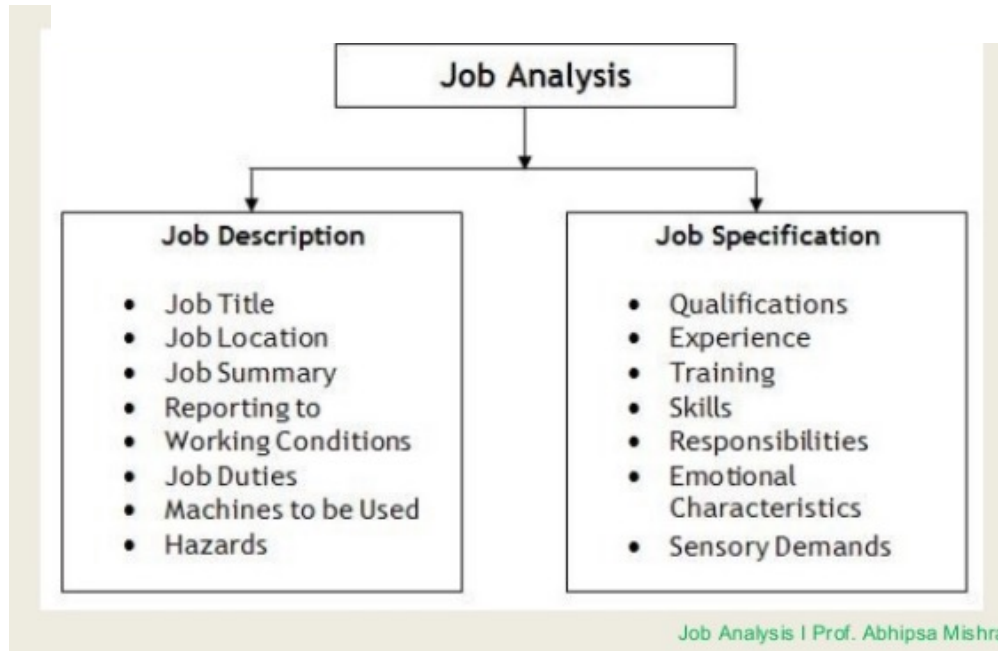 Job Analysis
Job Description
• Job Title
• Job Location
• Job Summary
• Reporting to
• Working Conditions
• Job Duties
• Machines to be Used
• Hazards
Job Specification
• Qualifications
• Experience
• Training
• Skills
• Responsibilities
• Emotional
Characteristics
• Sensory Demands
Job Analysis I Prof. Abhipsa Mishra